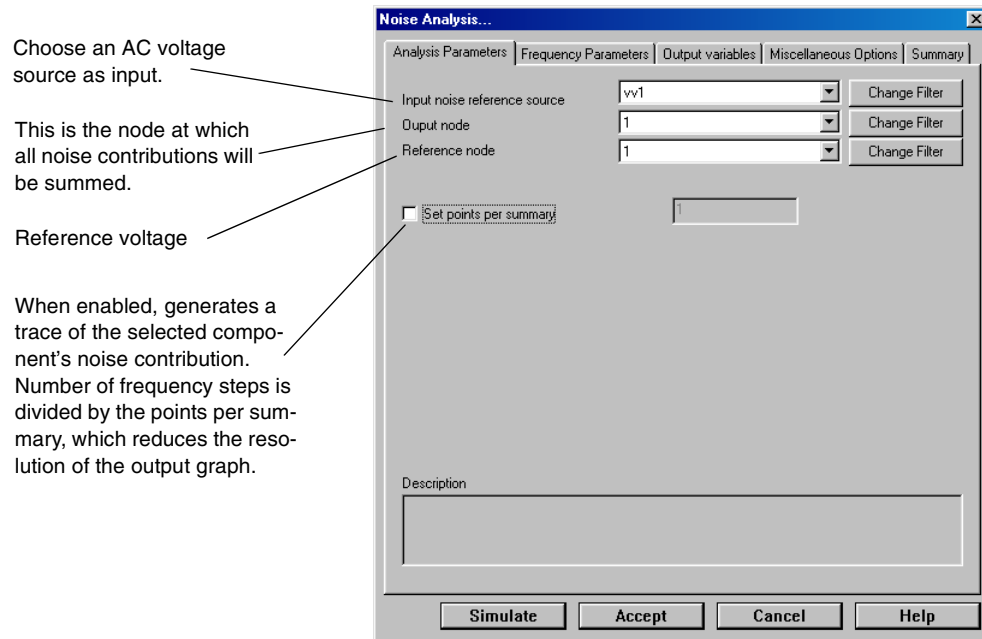 Noise Analysis...
Choose an AC voltage
source as input.
This is the node at which
all noise contributions will
be summed.
Reference voltage
When enabled, generates a
trace of the selected compo-
nent's noise contribution.
Number of frequency steps is
divided by the points per sum-
mary, which reduces the reso-
lution of the output graph.
Analysis Parameters Frequency Parameters Output variables Miscellaneous Options Summary
Input noise reference source vv1 Change Filter
Ouput node 1 Change Filter
Reference node 1 Change Filter
Set points per summary 1
Description
Simulate Accept Cancel Help